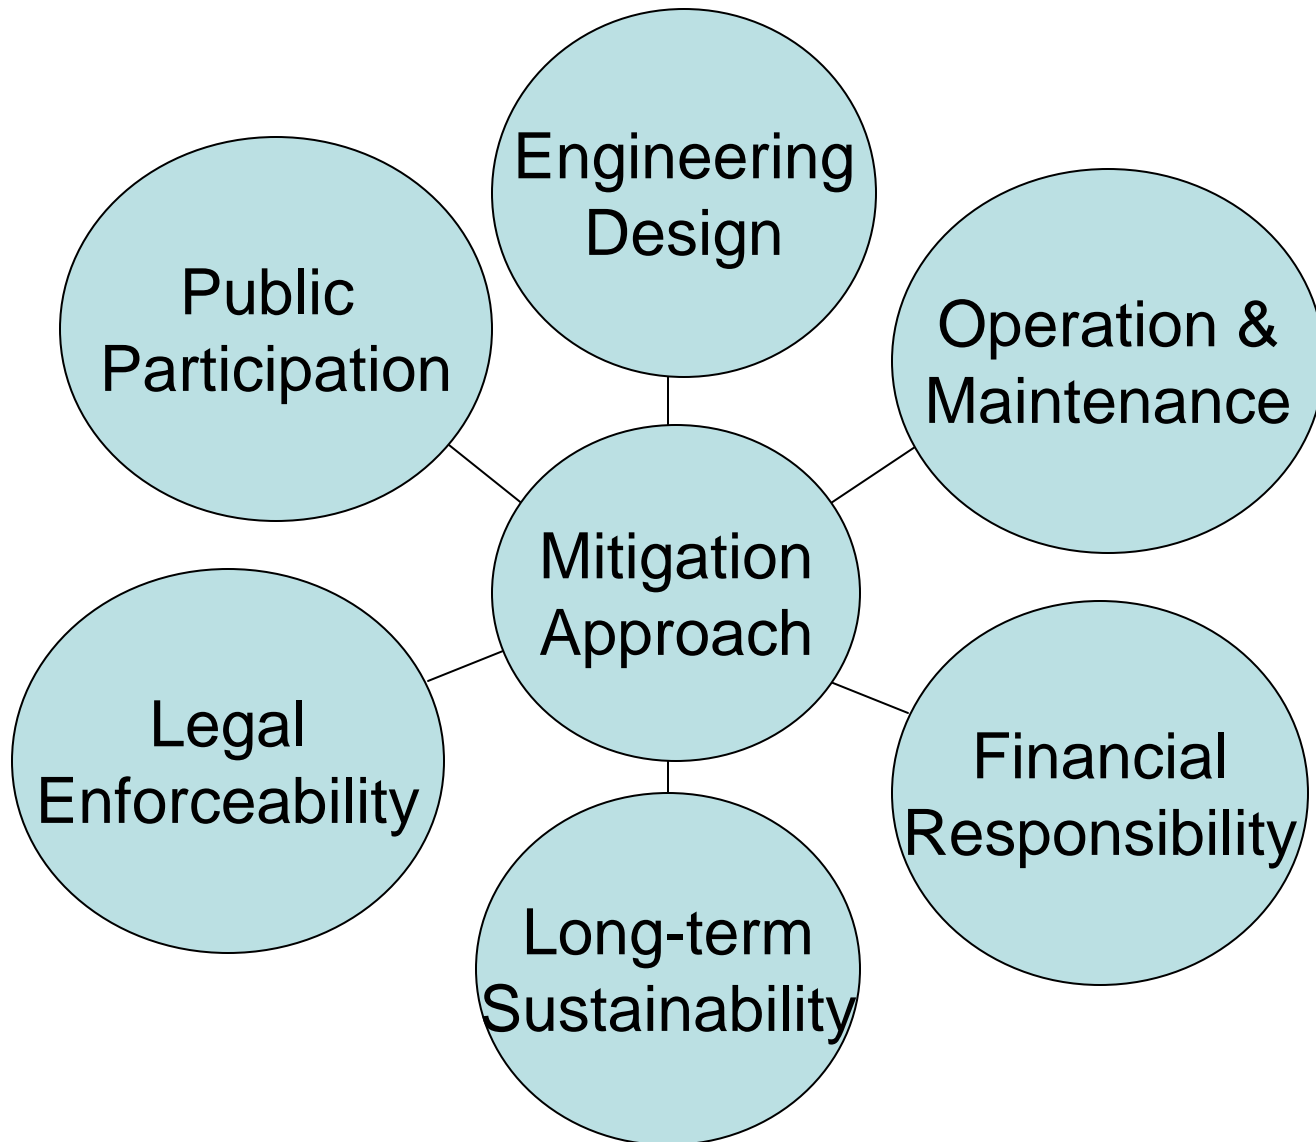 Engineering
Design
Public
Participation
Operation &
Maintenance
Mitigation
Approach
Legal
Enforceability
Financial
Responsibility
Long-term
Sustainability